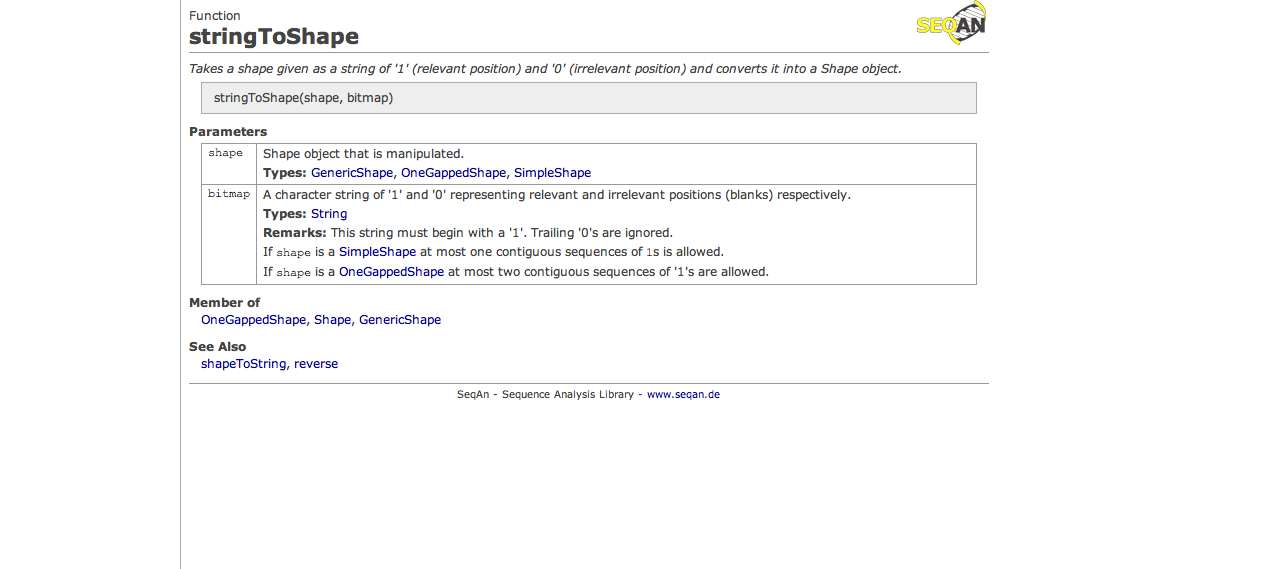 Function
SEQAN
stringToShape
Takes a shape given as a string of '1' (relevant position) and '0' (irrelevant position) and converts it into a Shape object.
stringToShape(shape, bitmap)
Parameters
shape
Shape object that is manipulated.
Types: GenericShape, OneGappedShape, SimpleShape
bitmap
A character string of '1' and '0' representing relevant and irrelevant positions (blanks) respectively.
Types: String
Remarks: This string must begin with a '1'. Trailing '0's are ignored.
If shape is a SimpleShape at most one contiguous sequences of 1s is allowed.
If shape is a OneGappedShape at most two contiguous sequences of '1's are allowed.
Member of
OneGappedShape, Shape, GenericShape
See Also
shapeToString, reverse
SeqAn - Sequence Analysis Library - www.seqan.de